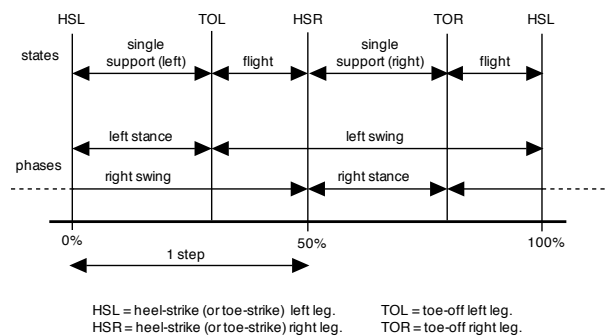 HSL TOL HSR TOR HSL
states
single support (left)
flight
single support (right)
flight
left stance
left swing
phases
right swing
right stance
0%
50%
100%
1 step
HSL = heel-strike (or toe-strike) left leg.
TOL = toe-off left leg.
HSR = heel-strike (or toe-strike) right leg.
TOR = toe-off right leg.